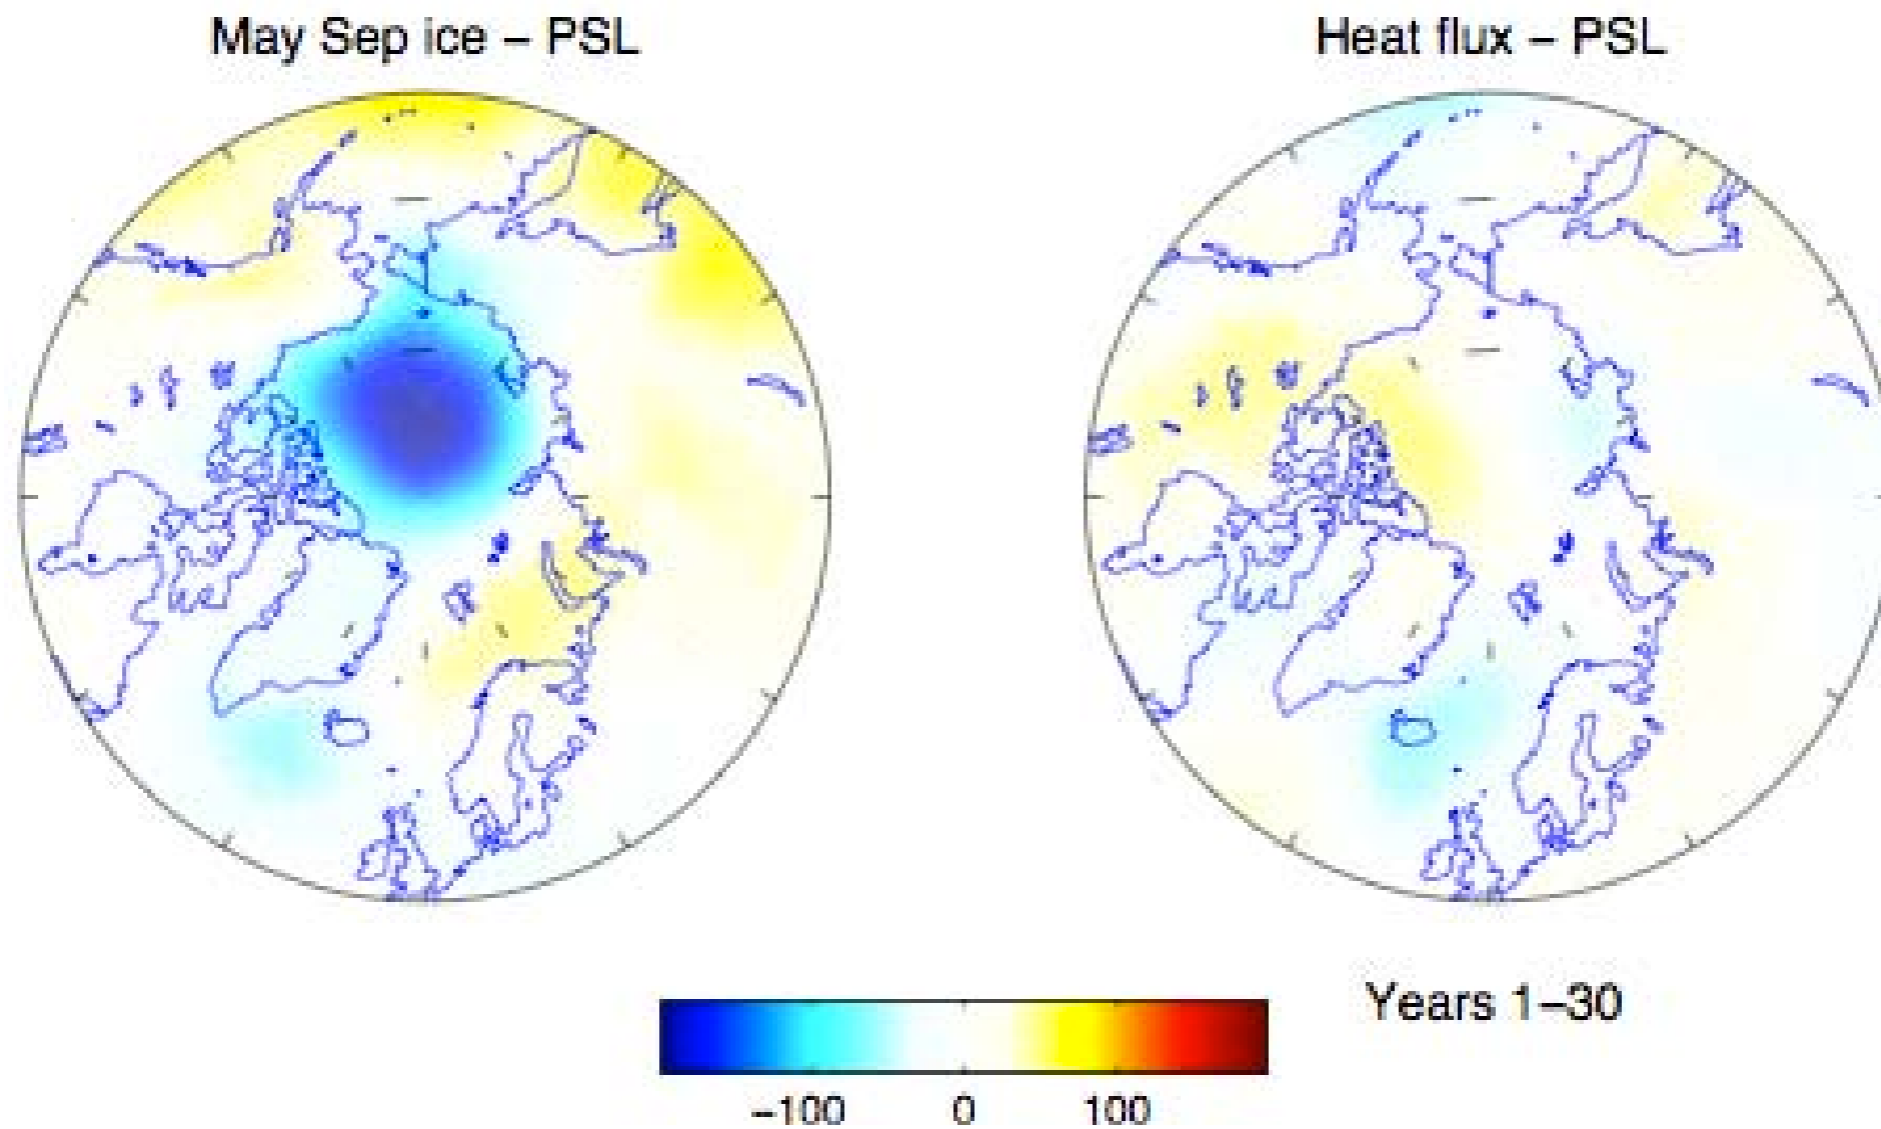 May Sep ice – PSL
Heat flux – PSL
Years 1–30
−100 0 100